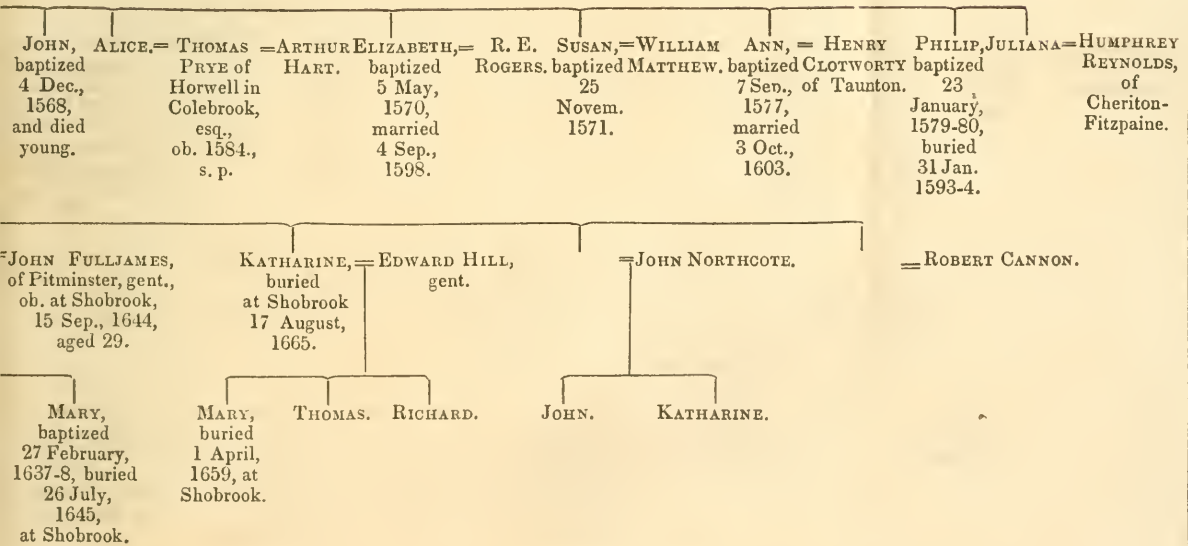 JOHN,
baptized
4 Dec.,
1568,
and died
young.
ALICE.=
THOMAS
PRYE of
Horwell in
Colebrook,
esq.,
ob. 1584.,
s. p.
=ARTHUR
HART.
ELIZABETH,=
baptized
5 May,
1570,
married
4 Sep.,
1598.
R. E.
ROGERS.
SUSAN,=
baptized
25
Novem.
1571.
WILLIAM
MATTHEW.
ANN, =
baptized
7 Sep.,
1577,
married
3 Oct.,
1603.
HENRY
CLOTWORTY
of Taunton.
PHILIP,
baptized
23
January,
1579-80,
buried
31 Jan.
1593-4.
JULIANA=
HUMPHREY
REYNOLDS,
of
Cheriton-
Fitzpaine.
=JOHN FULLJAMES,
of Pitminster, gent.,
ob. at Shobrook,
15 Sep., 1644,
aged 29.
KATHARINE,=
buried
at Shobrook
17 August,
1665.
EDWARD HILL,
gent.
=JOHN NORTHCOTE.
=ROBERT CANNON.
MARY,
baptized
27 February,
1637-8, buried
26 July,
1645,
at Shobrook.
MARY,
buried
1 April,
1659, at
Shobrook.
THOMAS.
RICHARD.
JOHN.
KATHARINE.